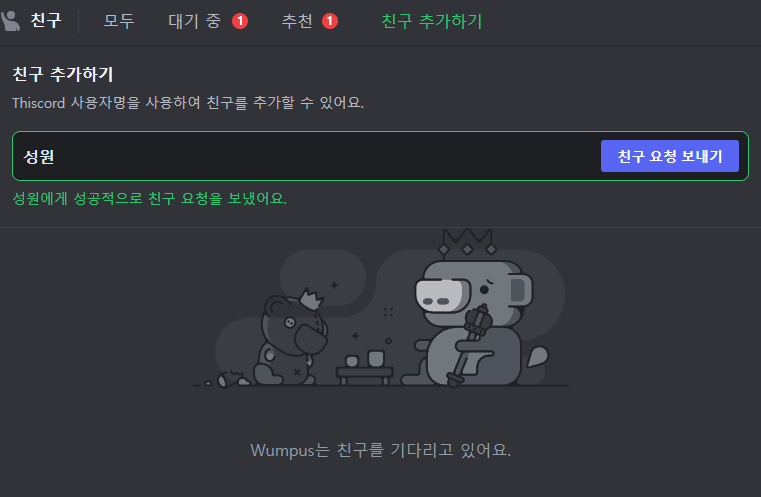 친구 모두 대기 중 1 추천 1 친구 추가하기
친구 추가하기
Thiscord 사용자명을 사용하여 친구를 추가할 수 있어요.
성원 친구 요청 보내기
성원에게 성공적으로 친구 요청을 보냈어요.
Wumpus는 친구를 기다리고 있어요.